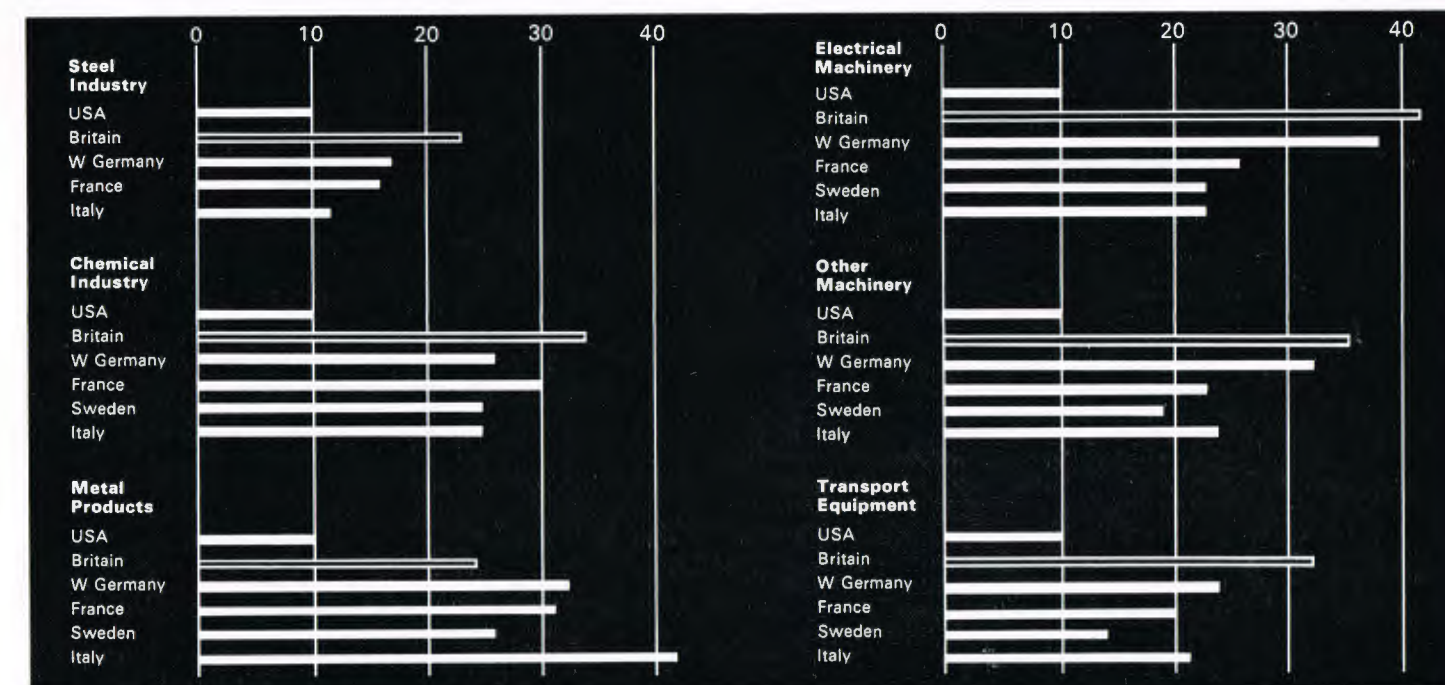 0 10 20 30 40
Steel
Industry
USA
Britain
W Germany
France
Italy
Chemical
Industry
USA
Britain
W Germany
France
Sweden
Italy
Metal
Products
USA
Britain
W Germany
France
Sweden
Italy
0 10 20 30 40
Electrical
Machinery
USA
Britain
W Germany
France
Sweden
Italy
Other
Machinery
USA
Britain
W Germany
France
Sweden
Italy
Transport
Equipment
USA
Britain
W Germany
France
Sweden
Italy